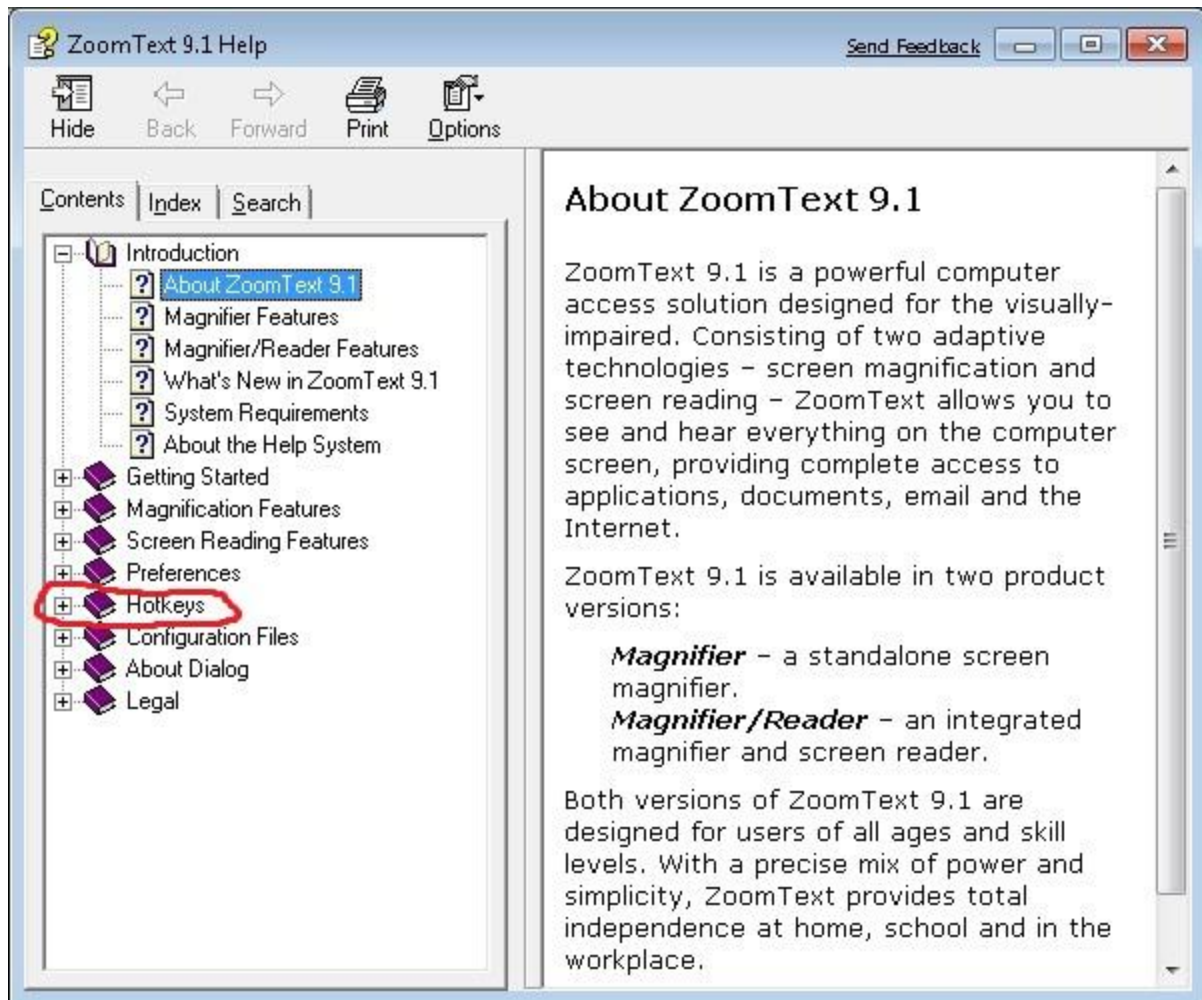 ZoomText 9.1 Help
Send Feedback
Hide Back Forward Print Options
Contents Index Search
Introduction
About ZoomText 9.1
Magnifier Features
Magnifier/Reader Features
What's New in ZoomText 9.1
System Requirements
About the Help System
Getting Started
Magnification Features
Screen Reading Features
Preferences
Hotkeys
Configuration Files
About Dialog
Legal
About ZoomText 9.1
ZoomText 9.1 is a powerful computer
access solution designed for the visually-
impaired. Consisting of two adaptive
technologies – screen magnification and
screen reading – ZoomText allows you to
see and hear everything on the computer
screen, providing complete access to
applications, documents, email and the
Internet.
ZoomText 9.1 is available in two product
versions:
Magnifier – a standalone screen
magnifier.
Magnifier/Reader – an integrated
magnifier and screen reader.
Both versions of ZoomText 9.1 are
designed for users of all ages and skill
levels. With a precise mix of power and
simplicity, ZoomText provides total
independence at home, school and in the
workplace.